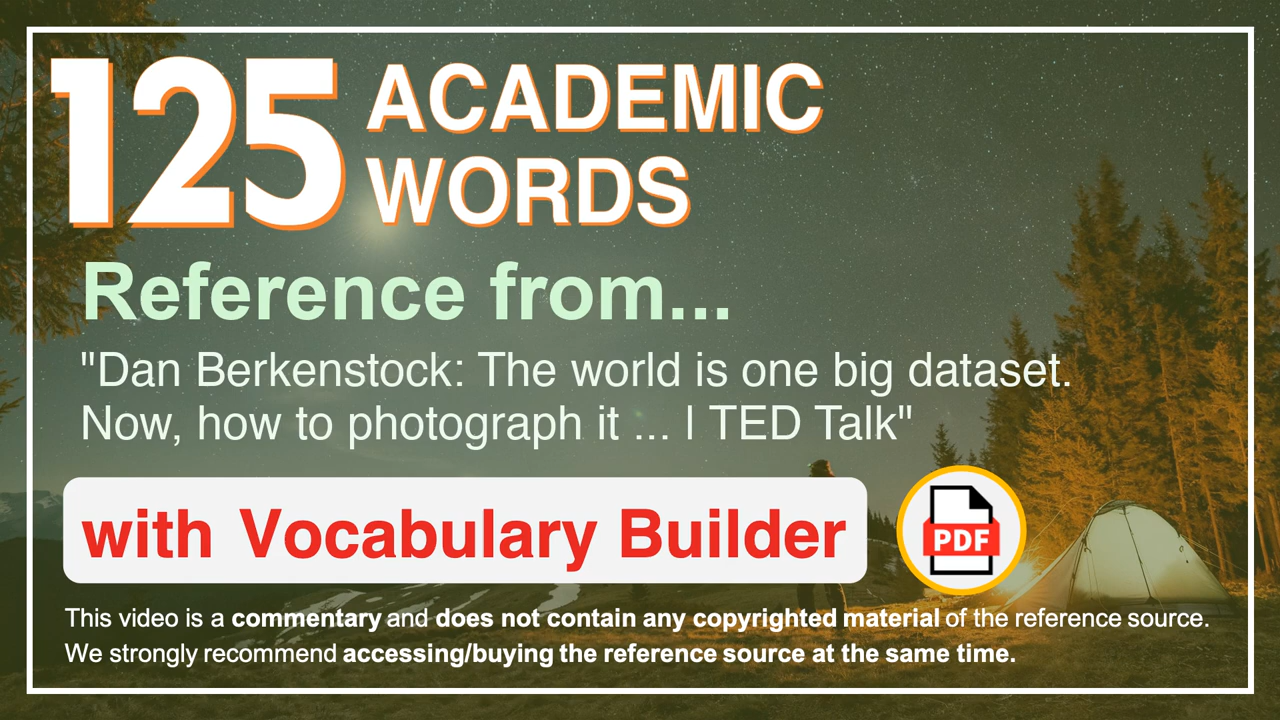 125 ACADEMIC
WORDS
Reference from...
"Dan Berkenstock: The world is one big dataset.
Now, how to photograph it ... | TED Talk"
with Vocabulary Builder
PDF
This video is a commentary and does not contain any copyrighted material of the reference source.
We strongly recommend accessing/buying the reference source at the same time.